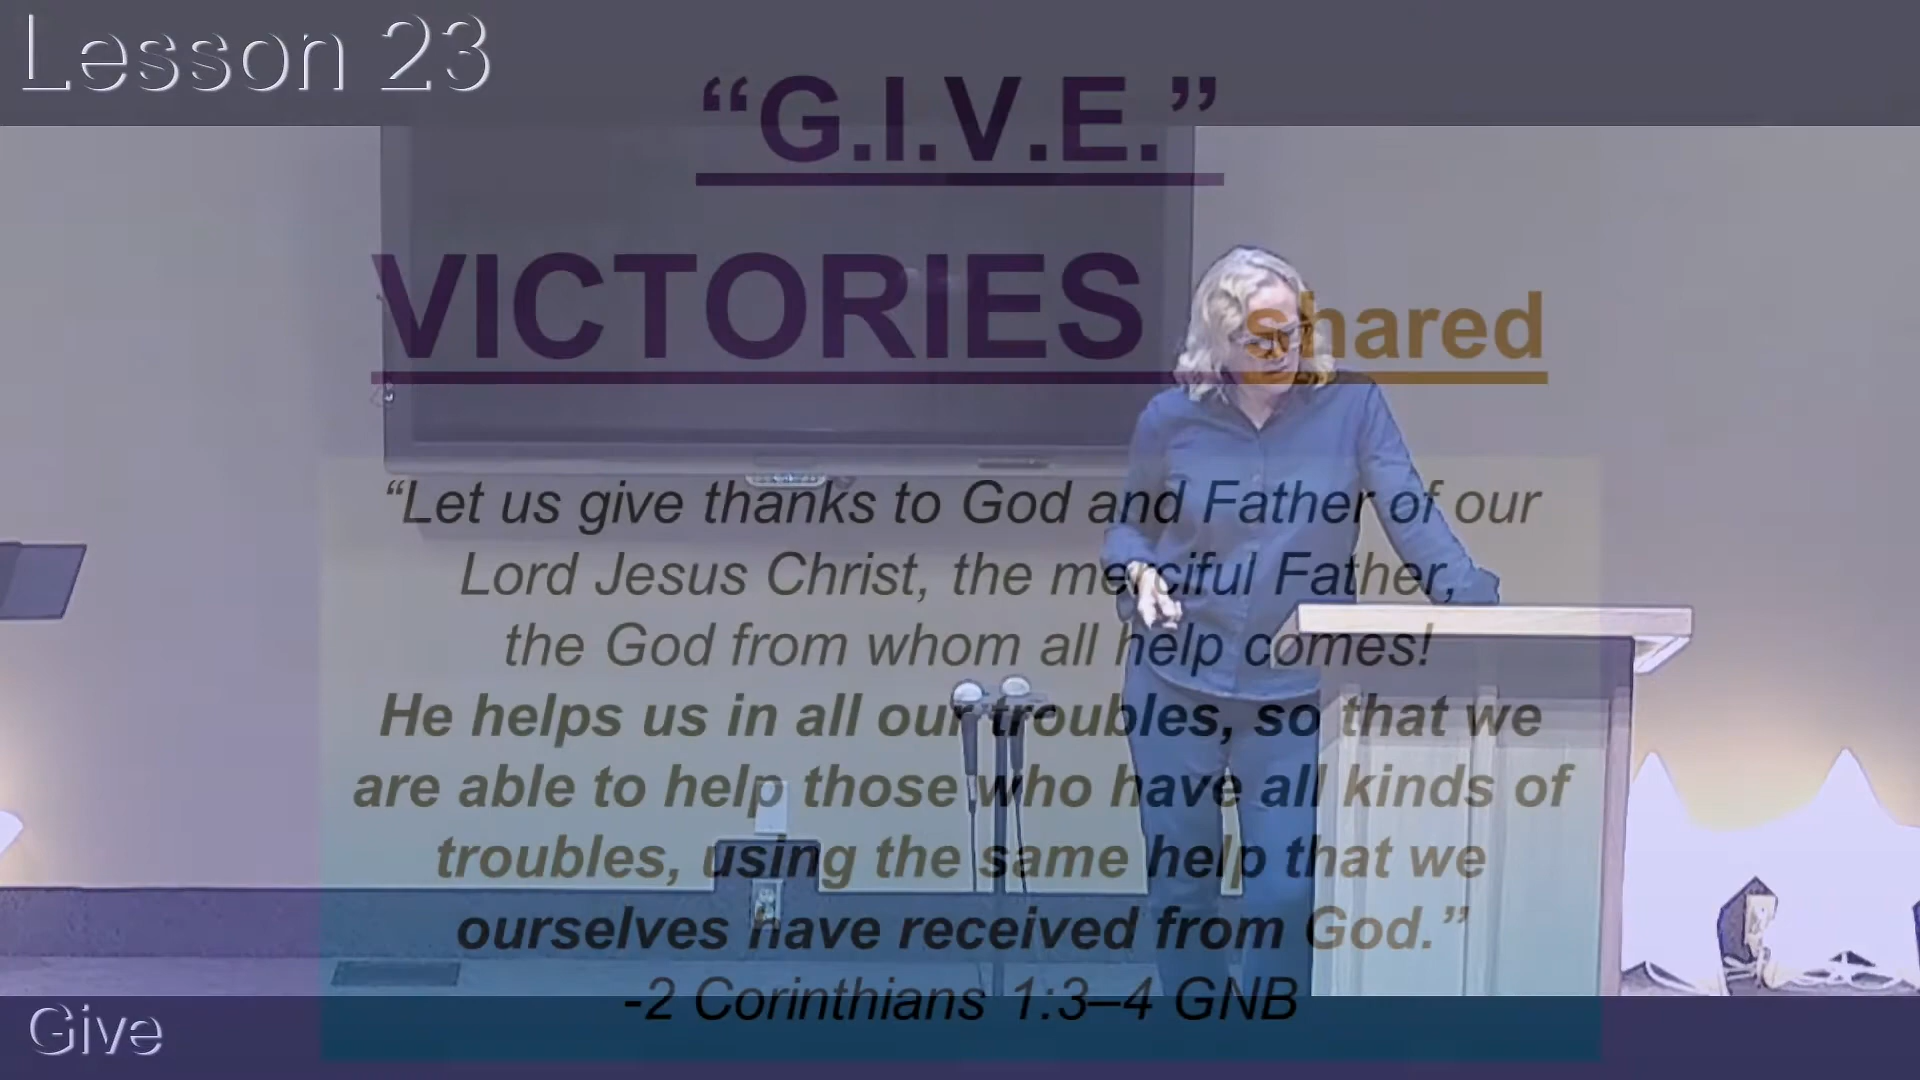 Lesson 23
“G.I.V.E.”
VICTORIES shared
“Let us give thanks to God and Father of our
Lord Jesus Christ, the merciful Father,
the God from whom all help comes!
He helps us in all our troubles, so that we
are able to help those who have all kinds of
troubles, using the same help that we
ourselves have received from God.”
-2 Corinthians 1:3–4 GNB
Give